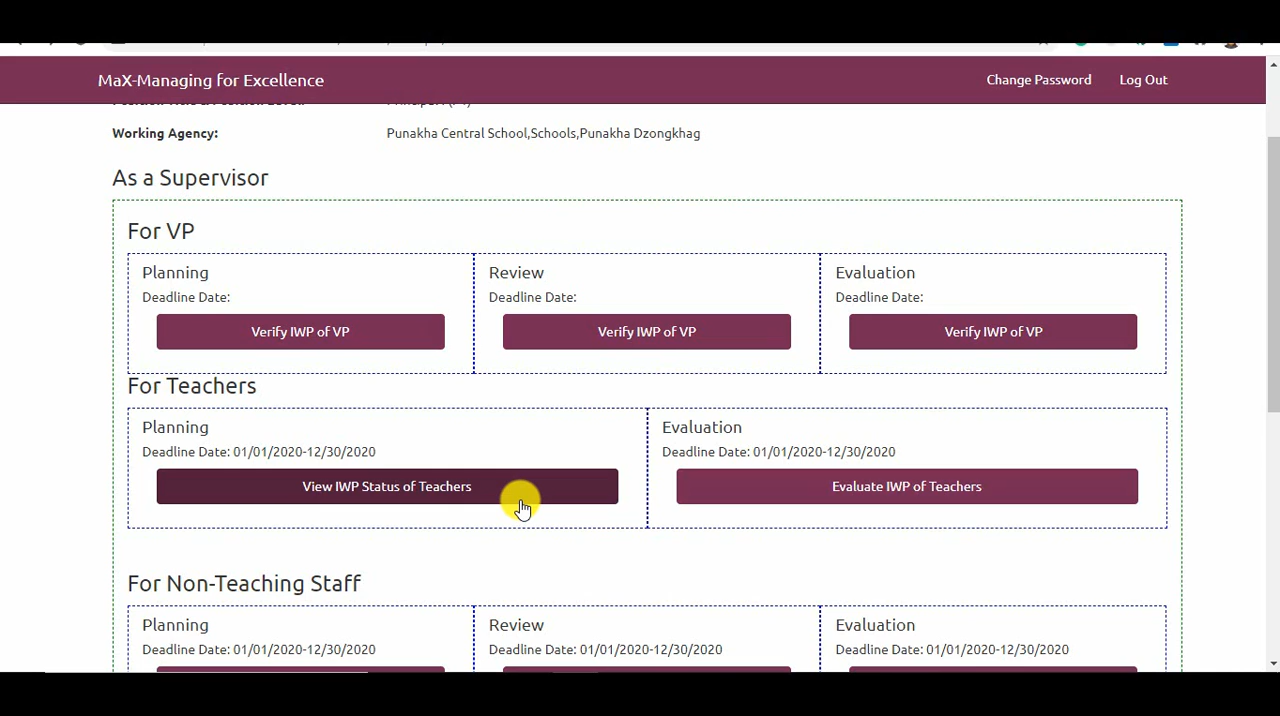 MaX-Managing for Excellence Change Password Log Out
Working Agency: Punakha Central School,Schools,Punakha Dzongkhag
As a Supervisor
For VP
Planning Review Evaluation
Deadline Date: Deadline Date: Deadline Date:
Verify IWP of VP Verify IWP of VP Verify IWP of VP
For Teachers
Planning Evaluation
Deadline Date: 01/01/2020-12/30/2020 Deadline Date: 01/01/2020-12/30/2020
View IWP Status of Teachers Evaluate IWP of Teachers
For Non-Teaching Staff
Planning Review Evaluation
Deadline Date: 01/01/2020-12/30/2020 Deadline Date: 01/01/2020-12/30/2020 Deadline Date: 01/01/2020-12/30/2020